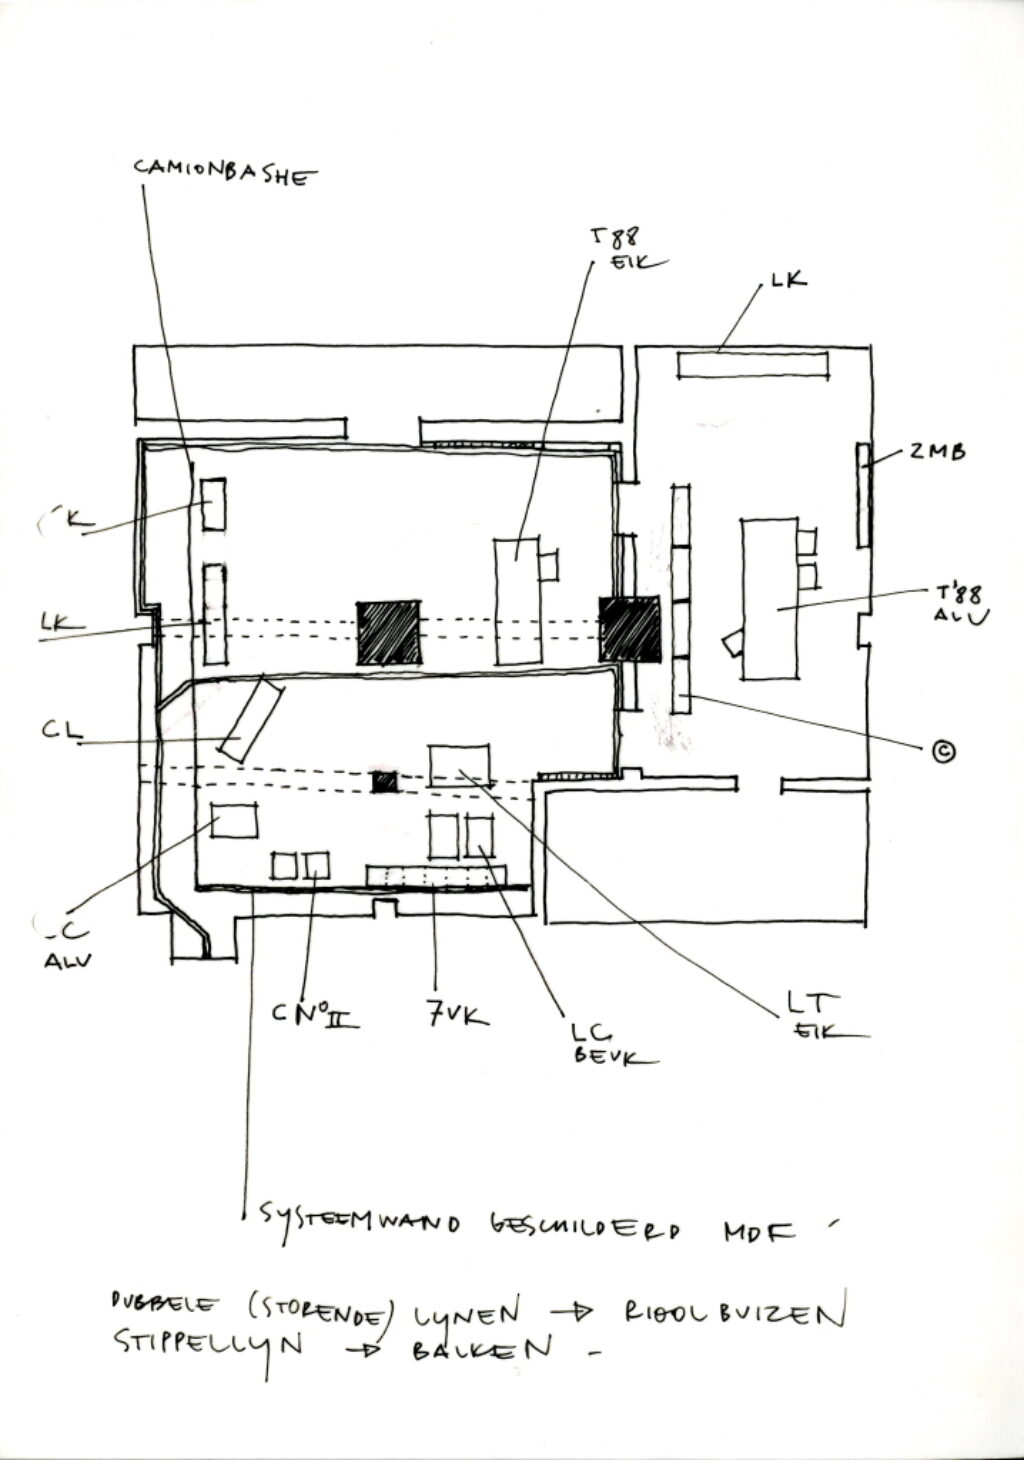 CAMIONBASHE
T88
EIK
LK
2MB
K
T'88
ALU
LK
CL
©
C
ALU
CN°II
7VK
LC
BEUK
LT
EIK
SYSTEEMWAND GESCHILDERD MDF
DUBBELE (STORENDE) LYNEN → RIOOLBUIZEN
STIPPELLYN → BALKEN -